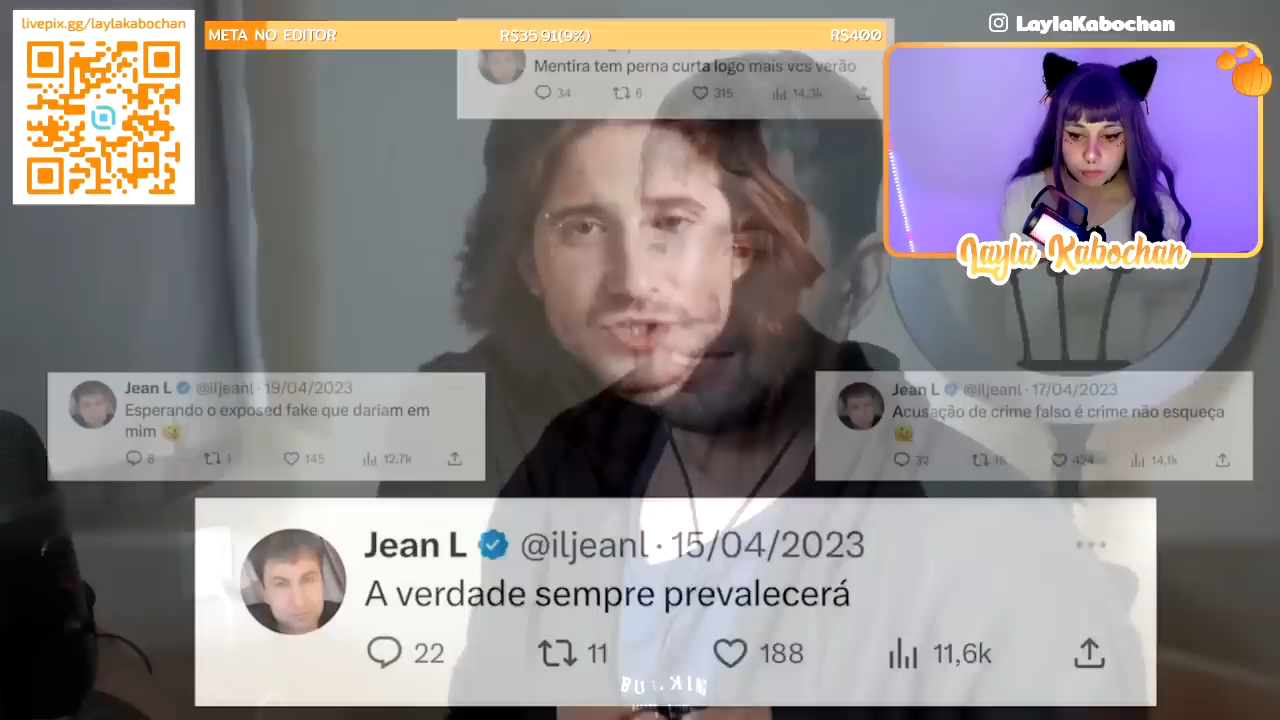 livepix.gg/laylakabochan
META NO EDITOR
R$35.91(9%)
R$400
LaylaKabochan
Mentira tem perna curta logo mais vcs verão
34 6 315 14,3k
Layla Kabochan
Jean L @iljeanl · 19/04/2023
Esperando o exposed fake que dariam em
mim
8 1 145 12,7k
Jean L @iljeanl · 17/04/2023
Acusação de crime falso é crime não esqueça
32 424 14,1k
Jean L @iljeanl · 15/04/2023
A verdade sempre prevalecerá
22 11 188 11,6k